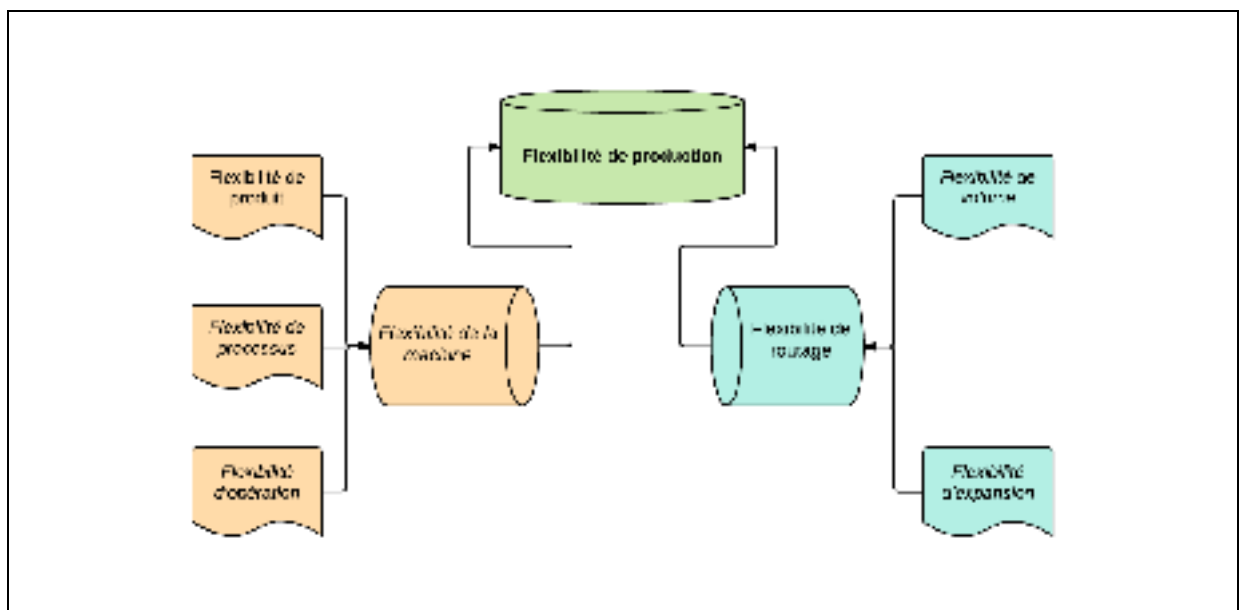 Flexibilité de production
Flexibilité de
produit
Flexibilité de
volume
Flexibilité de
processus
Flexibilité de la
machine
Flexibilité de
routage
Flexibilité
d'opération
Flexibilité
d'expansion